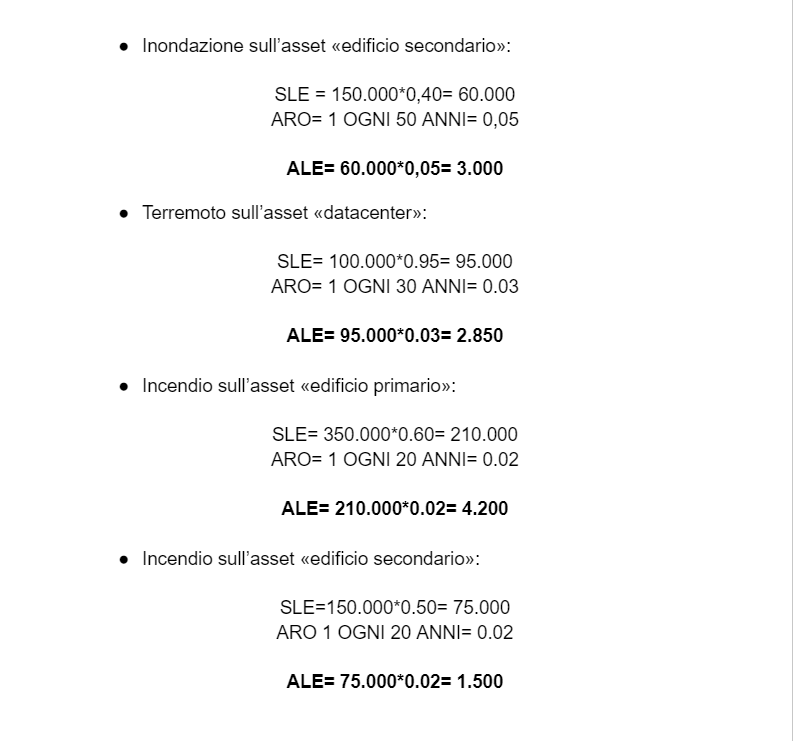 ● Inondazione sull'asset «edificio secondario»:
SLE = 150.000*0,40= 60.000
ARO= 1 OGNI 50 ANNI= 0,05
ALE= 60.000*0,05= 3.000
● Terremoto sull'asset «datacenter»:
SLE= 100.000*0.95= 95.000
ARO= 1 OGNI 30 ANNI= 0.03
ALE= 95.000*0.03= 2.850
● Incendio sull'asset «edificio primario»:
SLE= 350.000*0.60= 210.000
ARO= 1 OGNI 20 ANNI= 0.02
ALE= 210.000*0.02= 4.200
● Incendio sull'asset «edificio secondario»:
SLE=150.000*0.50= 75.000
ARO 1 OGNI 20 ANNI= 0.02
ALE= 75.000*0.02= 1.500